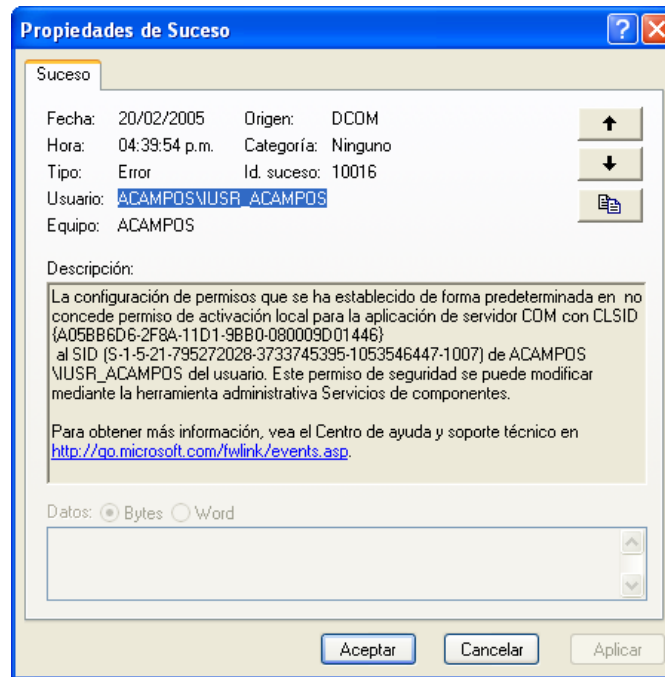 Propiedades de Suceso
Suceso
Fecha: 20/02/2005 Origen: DCOM
Hora: 04:39:54 p.m. Categoría: Ninguno
Tipo: Error Id. suceso: 10016
Usuario: ACAMPOS\IUSR_ACAMPOS
Equipo: ACAMPOS
Descripción:
La configuración de permisos que se ha establecido de forma predeterminada en no
concede permiso de activación local para la aplicación de servidor COM con CLSID
{A05BB6D6-2F8A-11D1-9BB0-080009D01446}
al SID (S-1-5-21-795272028-3733745395-1053546447-1007) de ACAMPOS
\IUSR_ACAMPOS del usuario. Este permiso de seguridad se puede modificar
mediante la herramienta administrativa Servicios de componentes.
Para obtener más información, vea el Centro de ayuda y soporte técnico en
http://go.microsoft.com/fwlink/events.asp.
Datos: Bytes Word
Aceptar Cancelar Aplicar